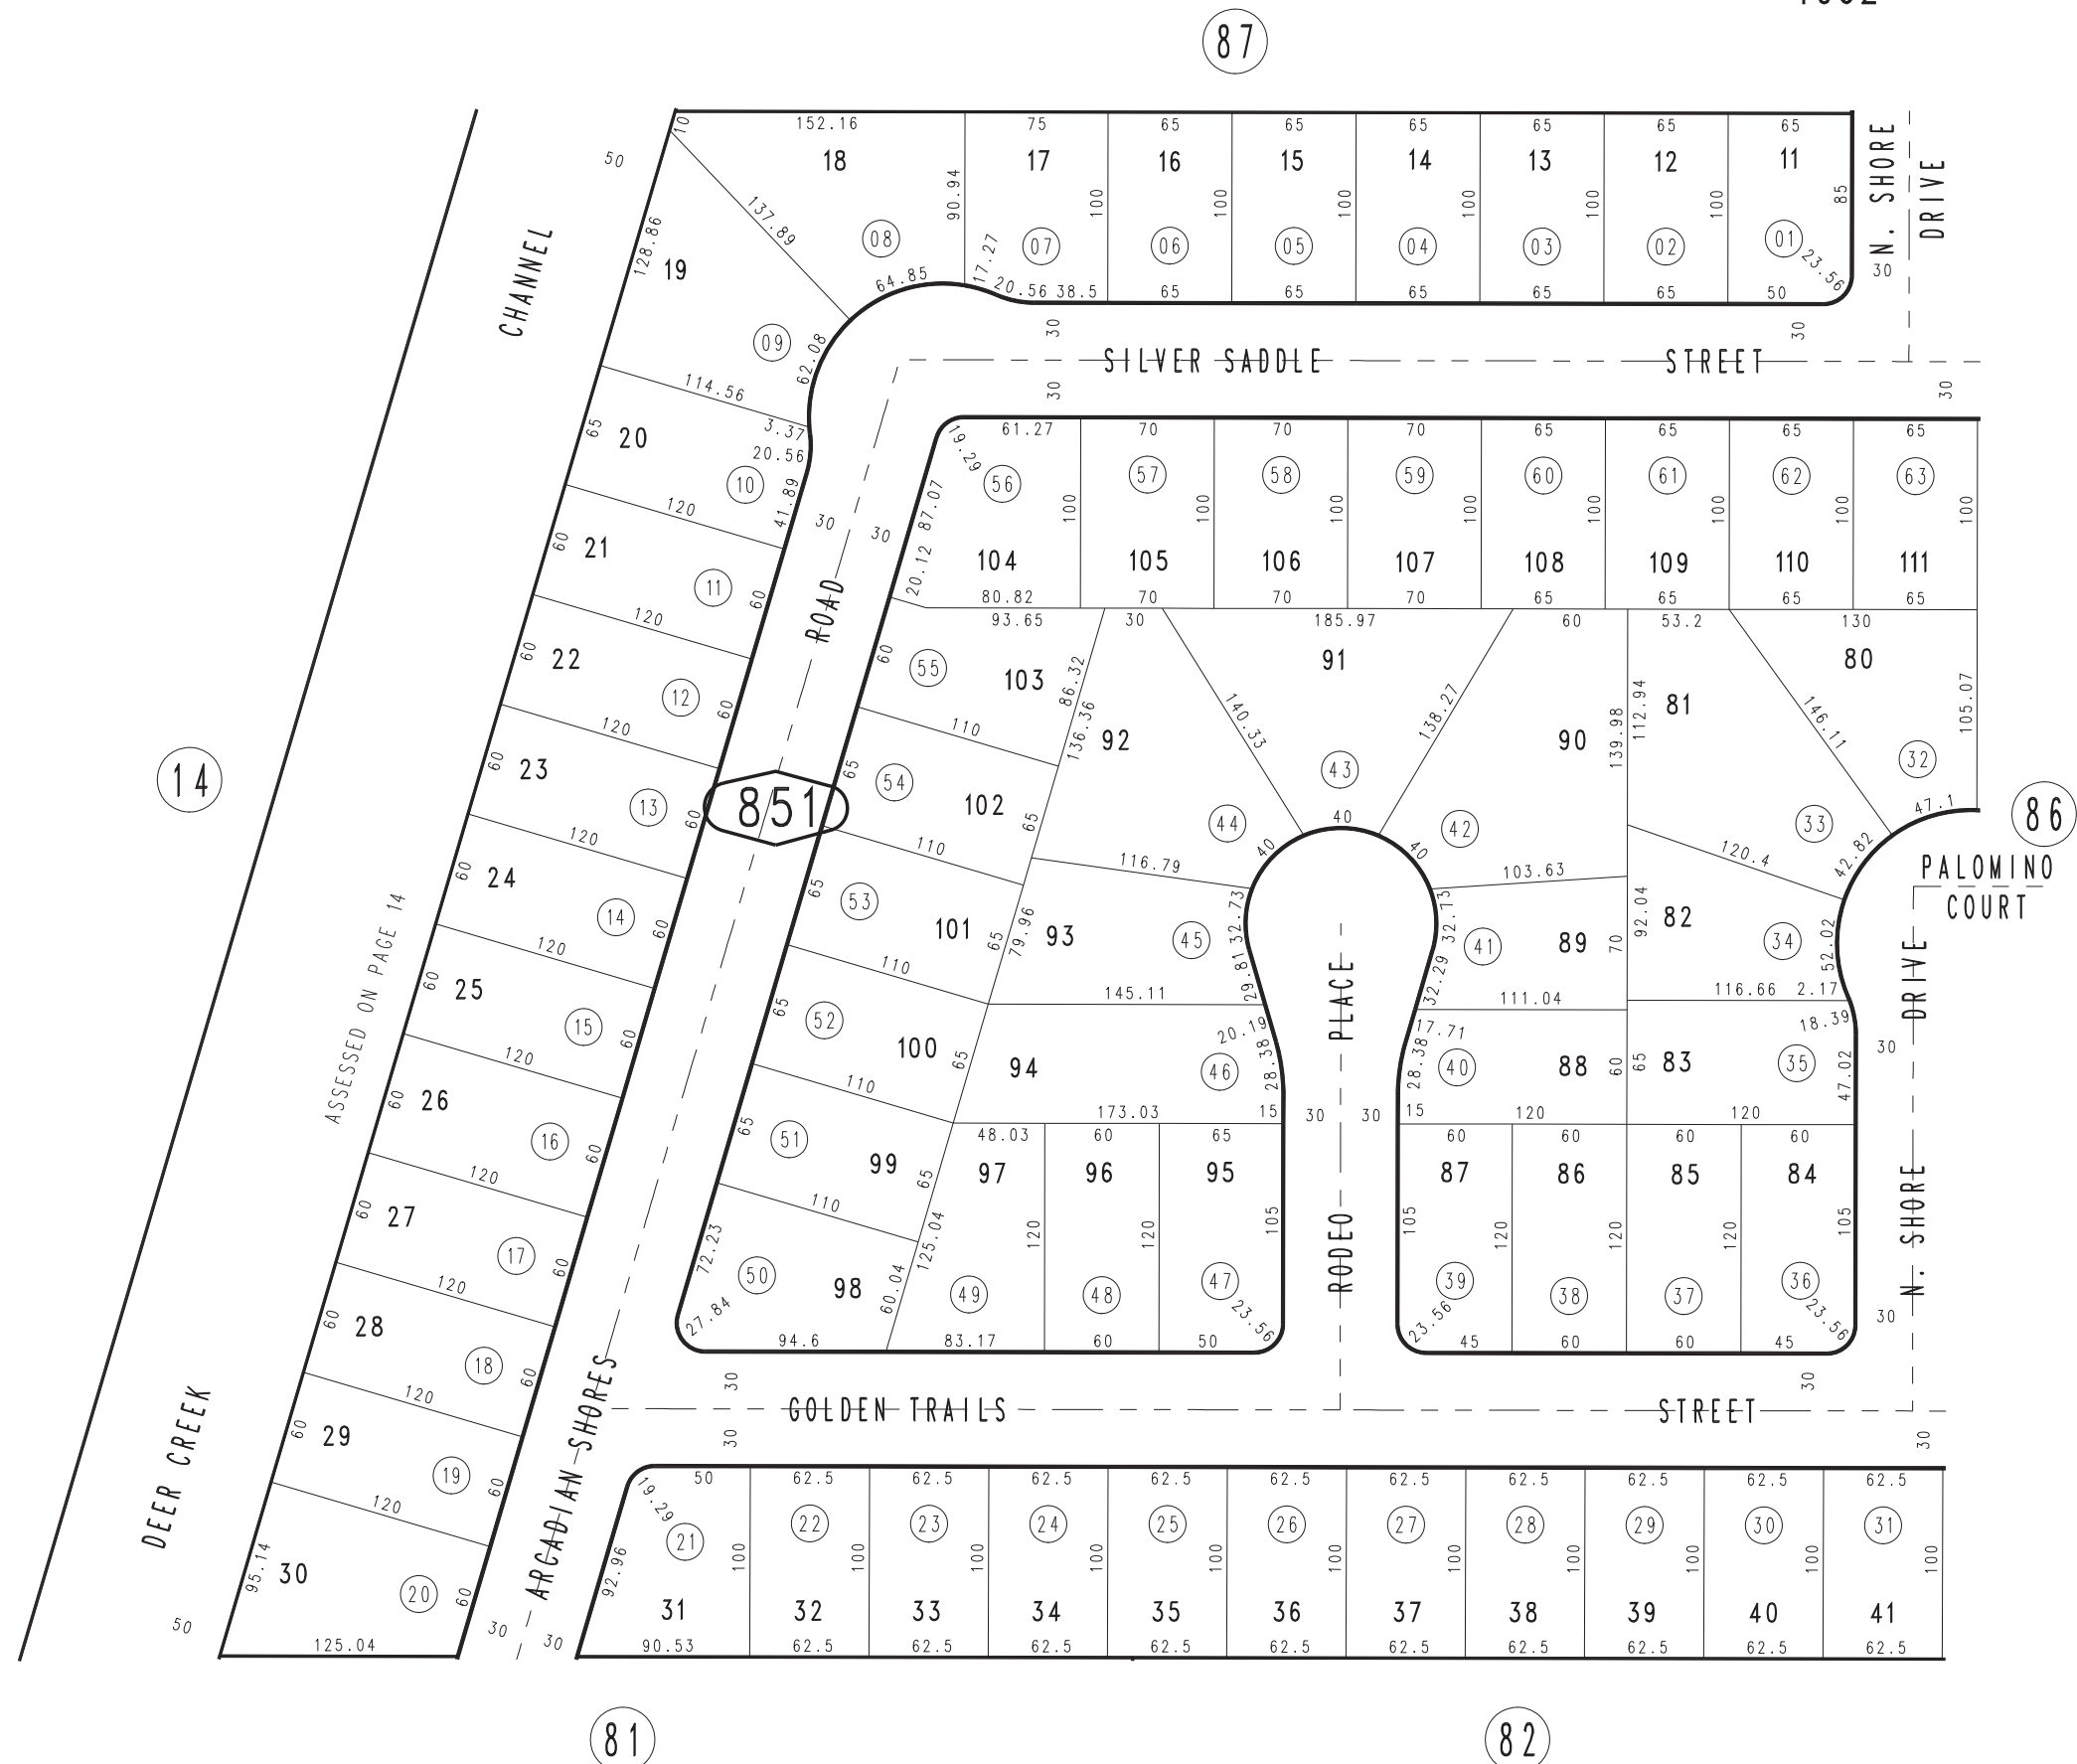 87
10 152.16 75 65 65 65 65 65 65
50 18 17 16 15 14 13 12 11
N. SHORE
DRIVE
137.89 90.94 100 100 100 100 100 100 85
128.86 19 08 07 06 05 04 03 02 01 23.56 30
CHANNEL
64.85 17.27 20.56 38.5 65 65 65 65 65 50
09 62.08 30 30
114.56 SILVER SADDLE STREET
30 30
65 20 3.37 20.56 10 41.89
19.29 61.27 70 70 70 65 65 65 65
56 57 58 59 60 61 62 63
120 30 30 87.07 100 100 100 100 100 100 100 100
60 21 11 60
20.12 104 105 106 107 108 109 110 111
80.82 70 70 70 65 65 65 65
120 ROAD
93.65 30 185.97 60 53.2 130
60 22 12 60
60 55 103 86.32 136.36 92 140.33 91 138.27 90 139.98 112.94 81 146.11 80 105.07
120 110
60 23 13 60
14
851
65 54 102 65 44 43 42 33 32
40 40 40 42.82 47.1
86
120 110 116.79 103.63 120.4
PALOMINO
COURT
60 24 14 60
65 53 101 65 79.96 93 45 32.73 29.81
32.73 32.29 41 89 70 92.04 82 34 52.02
ASSESSED ON PAGE 14
120 110 145.11 111.04 116.66 2.17
60 25 15 60
65 52 100 65 94 46 20.19 28.38
17.71 28.38 40 88 60 65 83 35 18.39 47.02 30
PLACE
DRIVE
120 110 173.03 15 30 30 15 120 120
60 26 16 60
65 51 99 65 48.03 60 65 60 60 60 60
97 96 95 87 86 85 84
120 110
60 27 17 60
72.23 50 98 60.04 125.04 120 120 105 105 120 120 120 105
49 48 47 39 38 37 36
RODEO
N. SHORE
120
27.84 94.6 83.17 60 50 23.56 23.56 45 60 60 45 23.56 30
60 28 18 60
30 30
120
GOLDEN TRAILS STREET
30 30
60 29 19 60
DEER CREEK
ARCADIAN SHORES
120
19.29 50 62.5 62.5 62.5 62.5 62.5 62.5 62.5 62.5 62.5 62.5
21 22 23 24 25 26 27 28 29 30 31
95.14 30 20 60
92.96 100 100 100 100 100 100 100 100 100 100 100
31 32 33 34 35 36 37 38 39 40 41
50 125.04 30 30
90.53 62.5 62.5 62.5 62.5 62.5 62.5 62.5 62.5 62.5 62.5
81 82